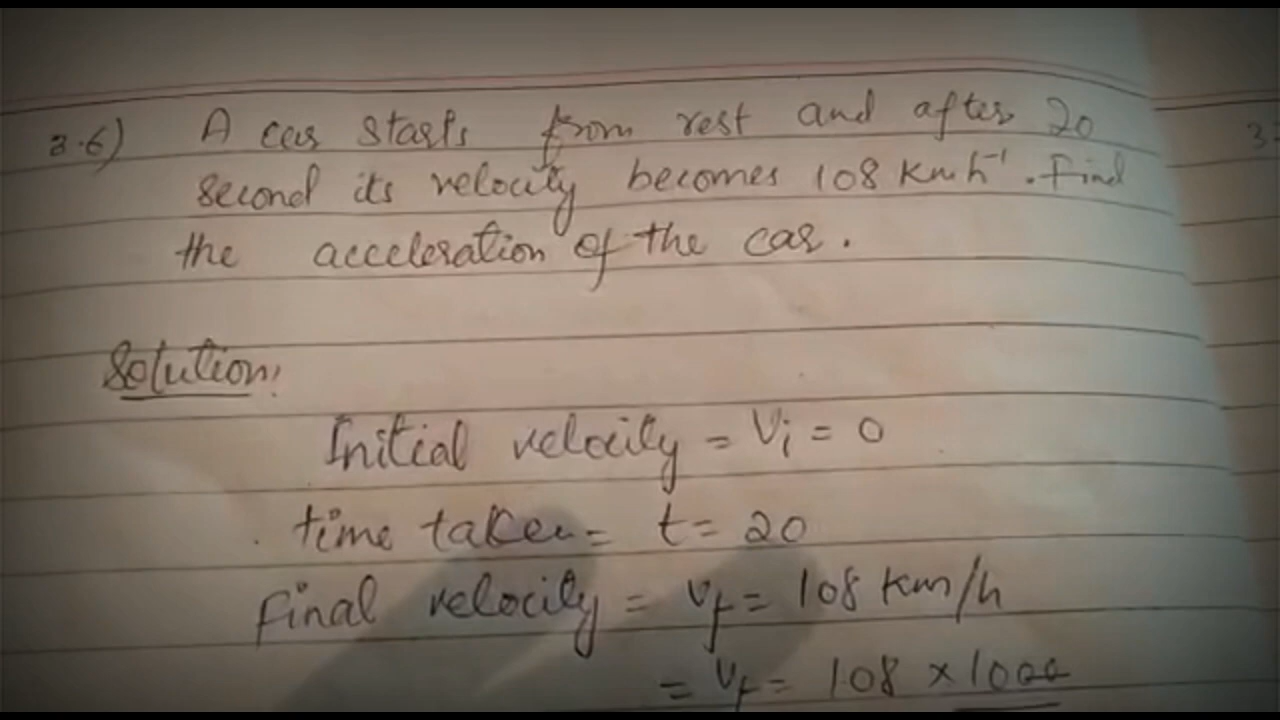 3.6) A car starts from rest and after 20
second its velocity becomes 108 Kmh⁻¹. Find
the acceleration of the car.
Solution:
Initial velocity = Vi = 0
time taken = t = 20
Final velocity = Vf = 108 Km/h
= Vf = 108 × 1000
3.